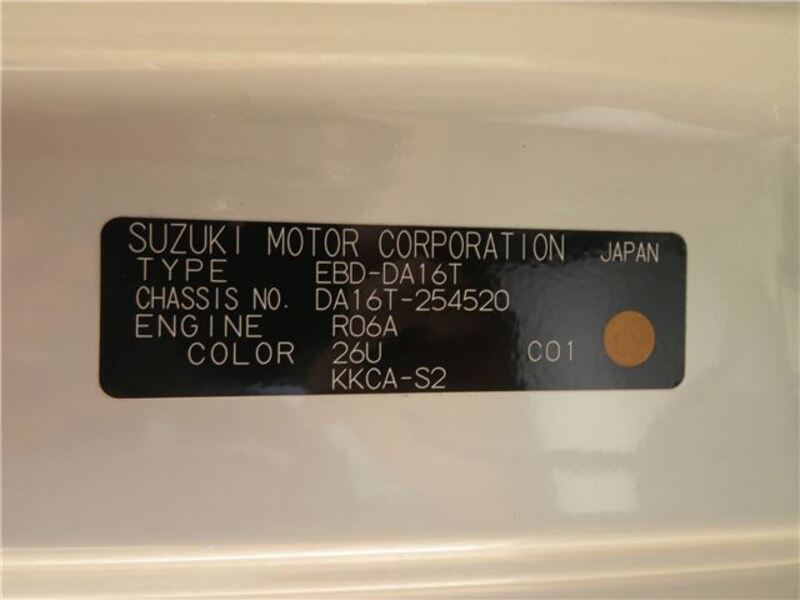 SUZUKI MOTOR CORPORATION JAPAN
TYPE EBD-DA16T
CHASSIS NO. DA16T-254520
ENGINE R06A
COLOR 26U C01
KKCA-S2